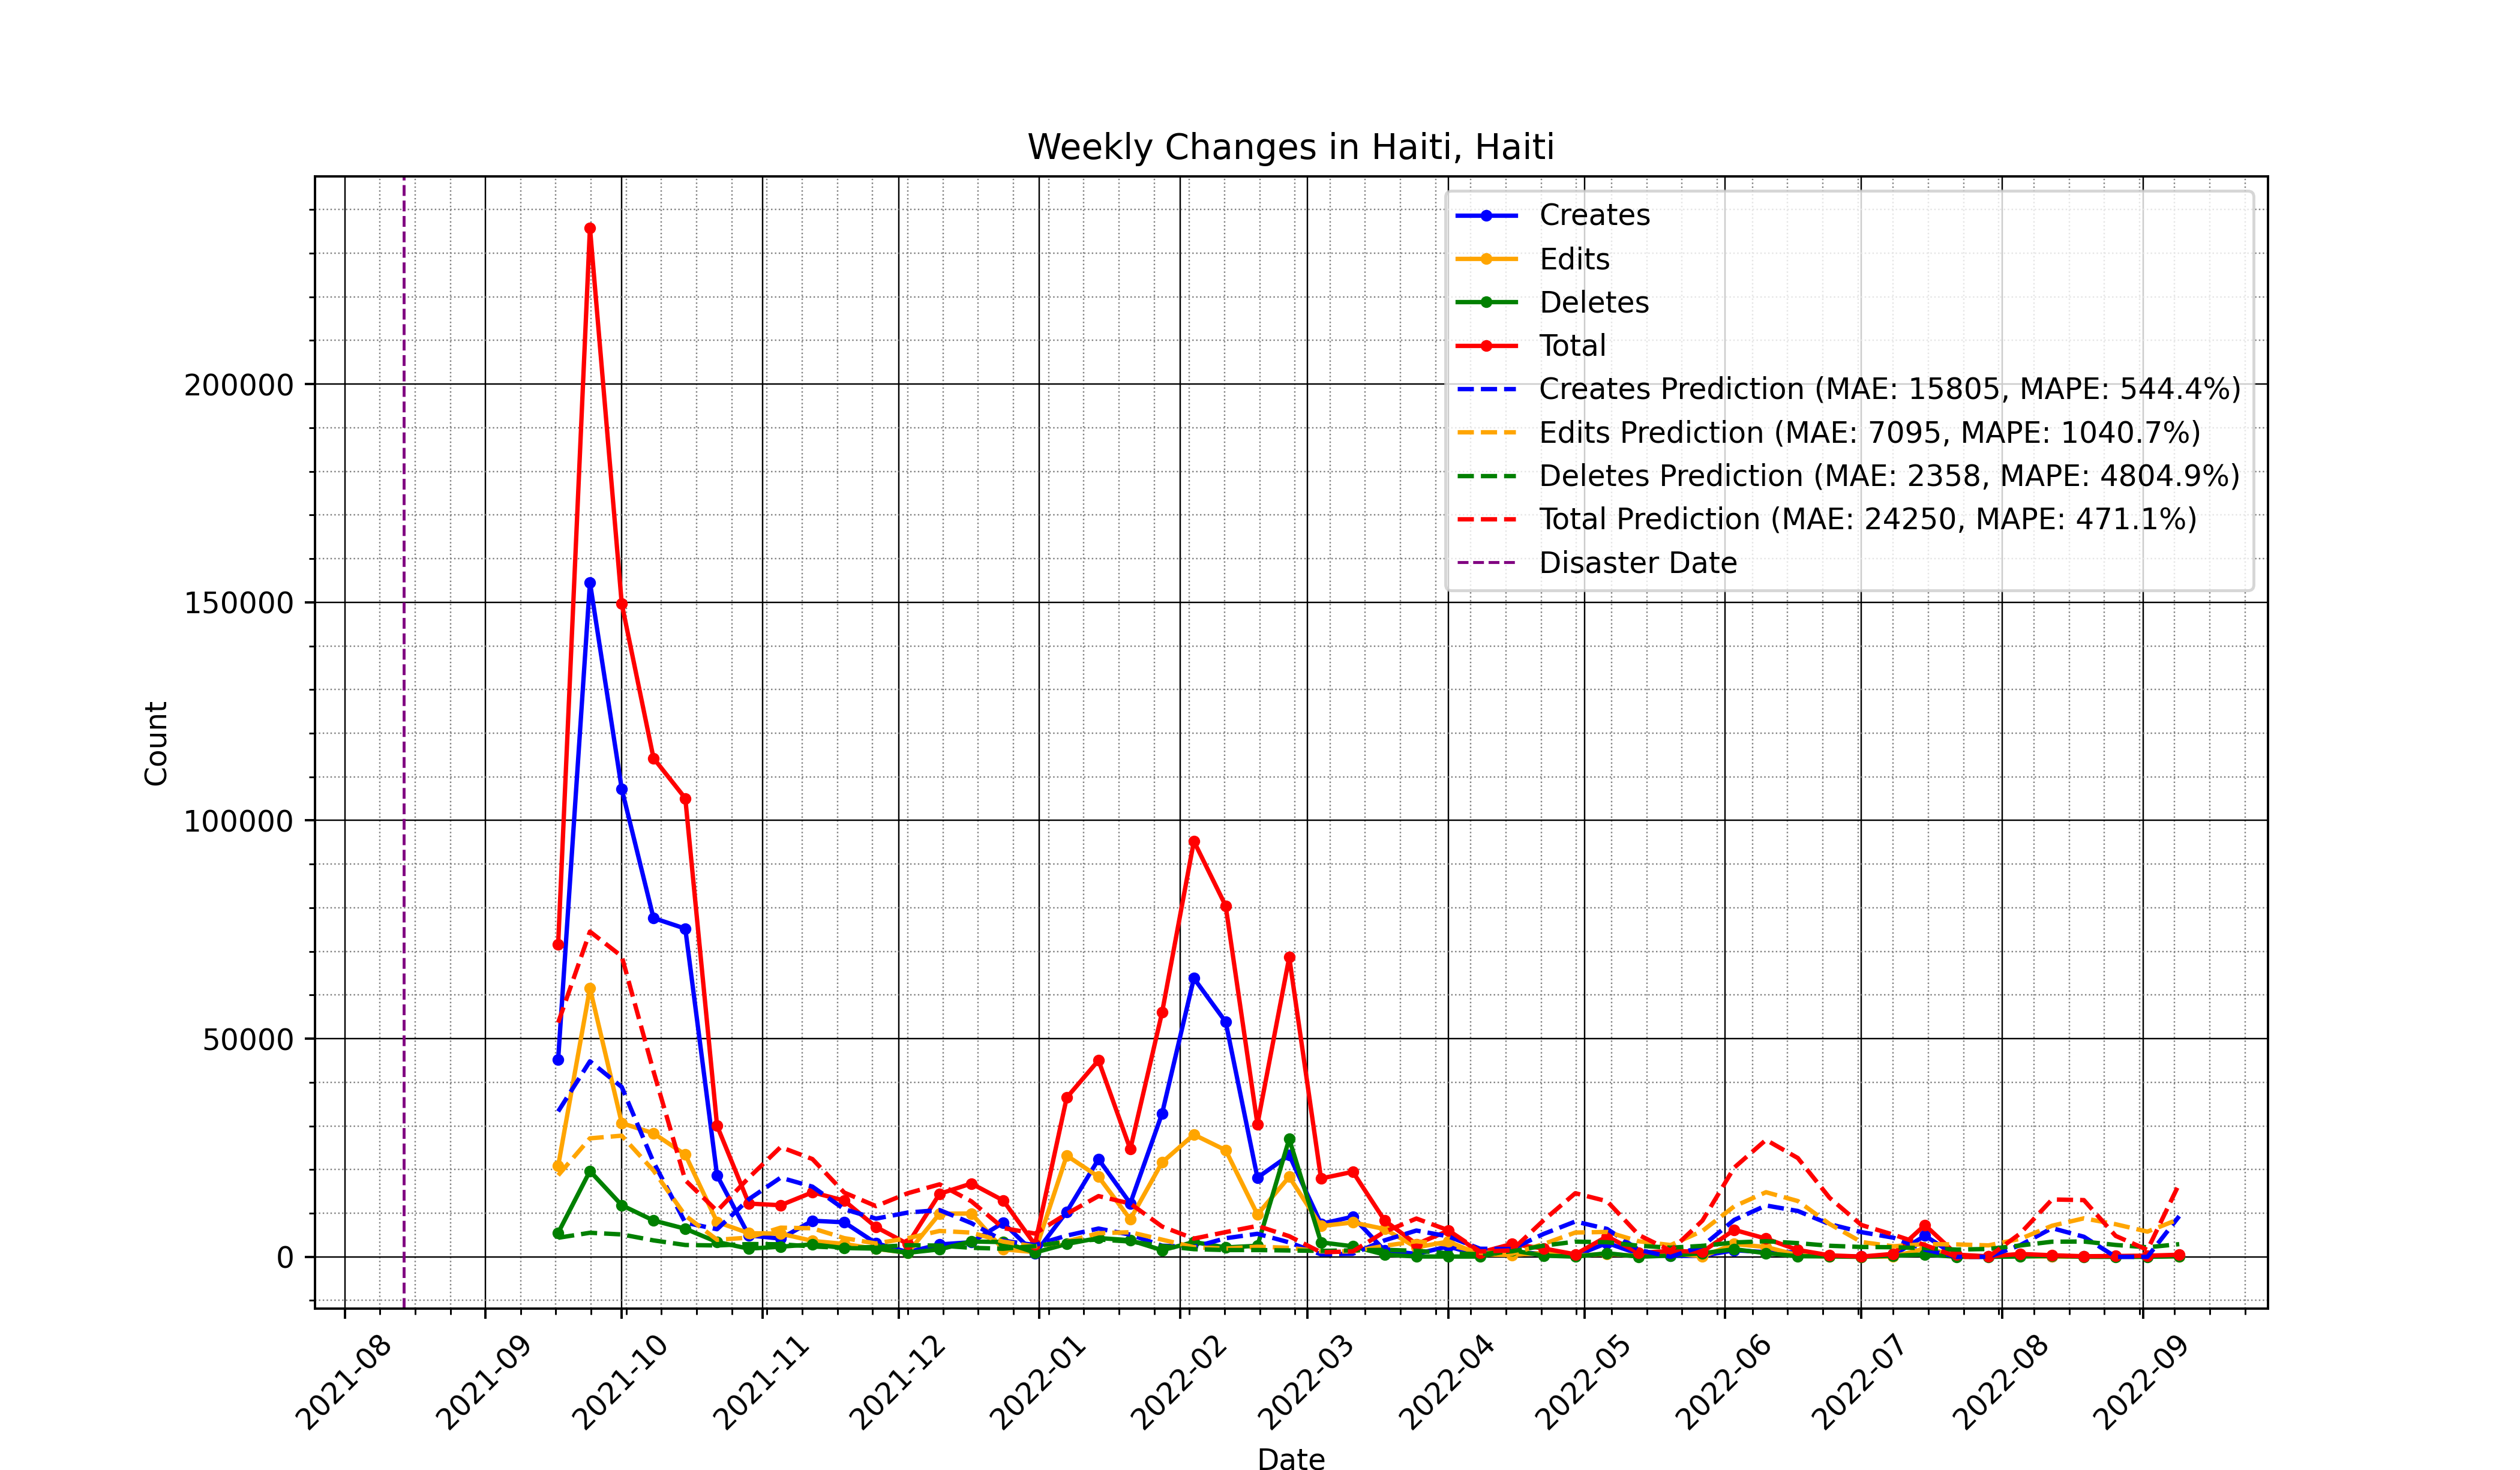 Weekly Changes in Haiti, Haiti
Creates
Edits
Deletes
Total
Creates Prediction (MAE: 15805, MAPE: 544.4%)
Edits Prediction (MAE: 7095, MAPE: 1040.7%)
Deletes Prediction (MAE: 2358, MAPE: 4804.9%)
Total Prediction (MAE: 24250, MAPE: 471.1%)
Disaster Date
Count
200000
150000
100000
50000
0
2021-08
2021-09
2021-10
2021-11
2021-12
2022-01
2022-02
2022-03
2022-04
2022-05
2022-06
2022-07
2022-08
2022-09
Date